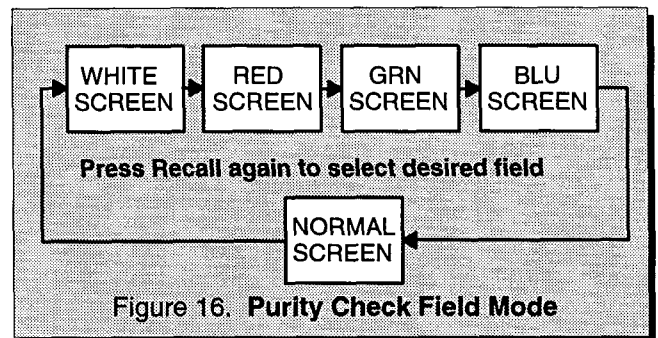 WHITE SCREEN
RED SCREEN
GRN SCREEN
BLU SCREEN
Press Recall again to select desired field
NORMAL SCREEN
Figure 16. Purity Check Field Mode